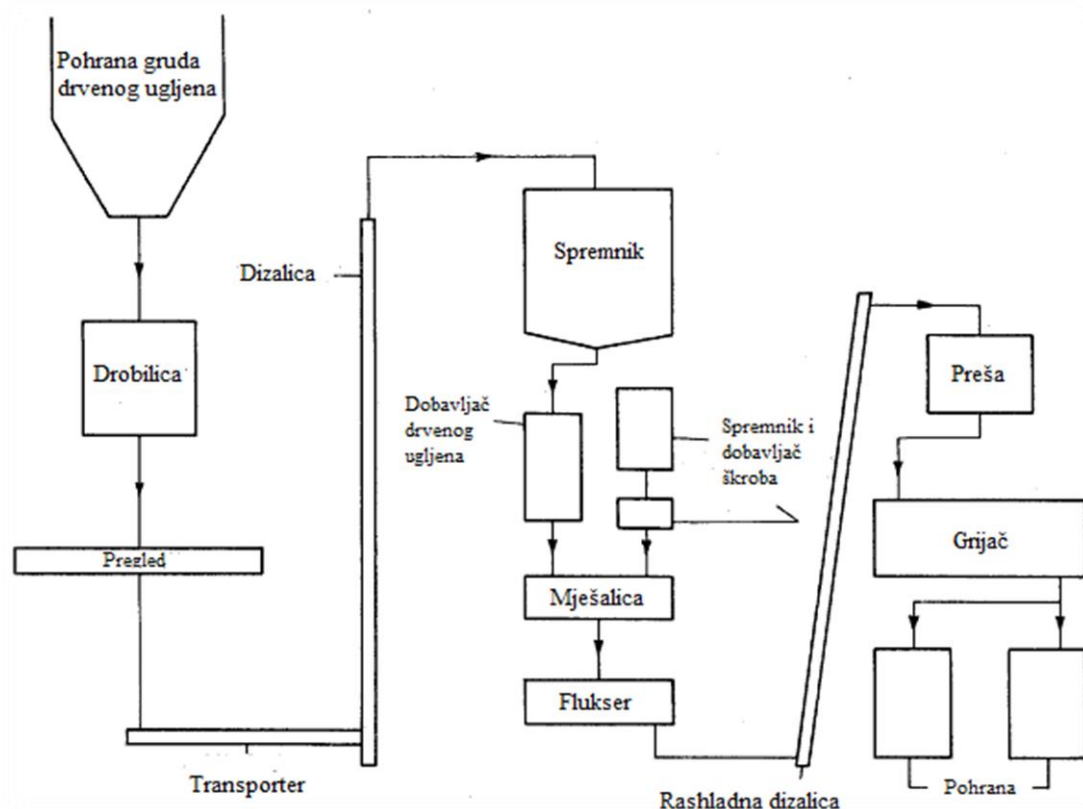 Pohrana gruda
drvenog ugljena
Drobilica
Pregled
Transporter
Dizalica
Spremnik
Dobavljač
drvenog
ugljena
Spremnik i
dobavljač
škroba
Mješalica
Flukser
Rashladna dizalica
Preša
Grijač
Pohrana